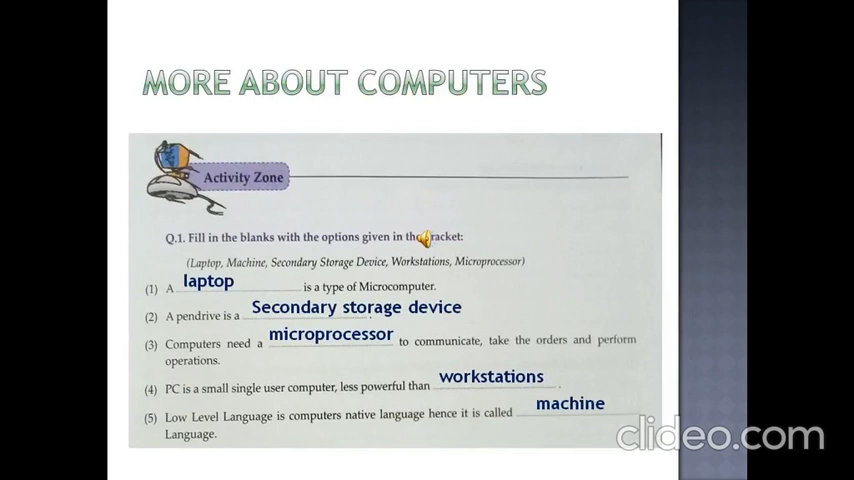 MORE ABOUT COMPUTERS
Activity Zone
Q.1. Fill in the blanks with the options given in the racket:
(Laptop, Machine, Secondary Storage Device, Workstations, Microprocessor)
(1) A laptop is a type of Microcomputer.
(2) A pendrive is a Secondary storage device.
(3) Computers need a microprocessor to communicate, take the orders and perform
operations.
(4) PC is a small single user computer, less powerful than workstations.
(5) Low Level Language is computers native language hence it is called machine
Language.
clideo.com